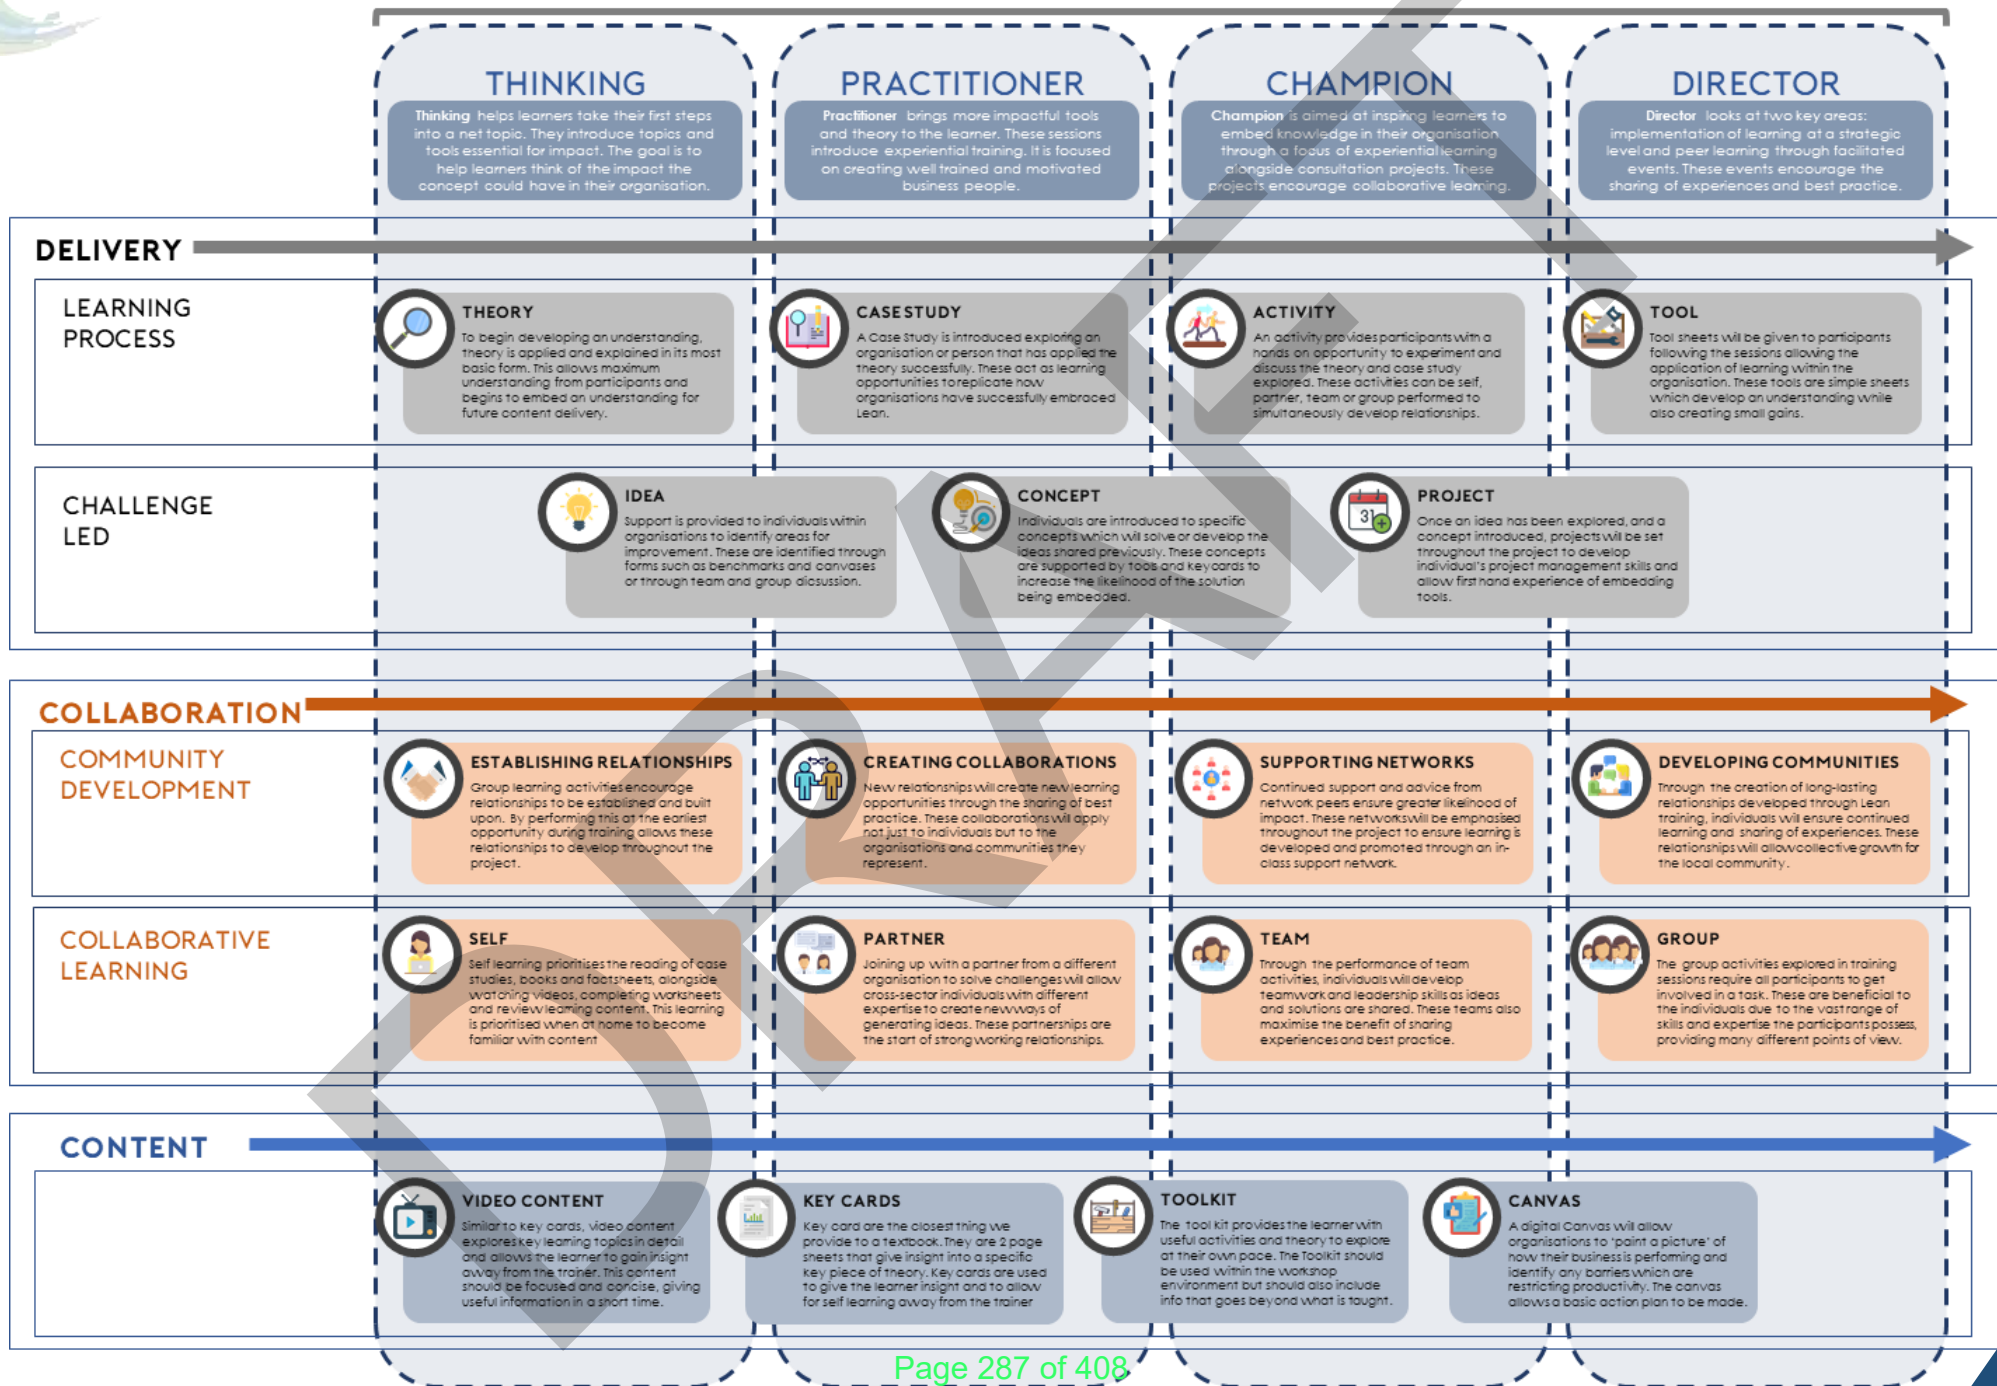 THINKING
Thinking helps learners take their first steps
into a net topic. They introduce topics and
tools essential for impact. The goal is to
help learners think of the impact the
concept could have in their organisation.
PRACTITIONER
Practitioner brings more impactful tools
and theory to the learner. These sessions
introduce experiential training. It is focused
on creating well trained and motivated
business people.
CHAMPION
Champion is aimed at inspiring learners to
embed knowledge in their organisation
through a focus of experiential learning
alongside consultation projects. These
projects encourage collaborative learning.
DIRECTOR
Director looks at two key areas:
implementation of learning at a strategic
level and peer learning through facilitated
events. These events encourage the
sharing of experiences and best practice.
DELIVERY
LEARNING
PROCESS
THEORY
To begin developing an understanding,
theory is applied and explained in its most
basic form. This allows maximum
understanding from participants and
begins to embed an understanding for
future content delivery.
CASE STUDY
A Case Study is introduced exploring an
organisation or person that has applied the
theory successfully. These act as learning
opportunities to replicate how
organisations have successfully embraced
Lean.
ACTIVITY
An activity provides participants with a
hands on opportunity to experiment and
discuss the theory and case study
explored. These activities can be self,
partner, team or group performed to
simultaneously develop relationships.
TOOL
Tool sheets will be given to participants
following the sessions allowing the
application of learning within the
organisation. These tools are simple sheets
which develop an understanding while
also creating small gains.
CHALLENGE
LED
IDEA
Support is provided to individuals within
organisations to identify areas for
improvement. These are identified through
forms such as benchmarks and canvases
or through team and group dicsussion.
CONCEPT
Individuals are introduced to specific
concepts which will solve or develop the
ideas shared previously. These concepts
are supported by tools and key cards to
increase the likelihood of the solution
being embedded.
PROJECT
Once an idea has been explored, and a
concept introduced, projects will be set
throughout the project to develop
individual's project management skills and
allow first hand experience of embedding
tools.
31
COLLABORATION
COMMUNITY
DEVELOPMENT
ESTABLISHING RELATIONSHIPS
Group learning activities encourage
relationships to be established and built
upon. By performing this at the earliest
opportunity during training allows these
relationships to develop throughout the
project.
CREATING COLLABORATIONS
New relationships will create new learning
opportunities through the sharing of best
practice. These collaborations will apply
not just to individuals but to the
organisations and communities they
represent.
SUPPORTING NETWORKS
Continued support and advice from
network peers ensure greater likelihood of
impact. These networks will be emphasised
throughout the project to ensure learning is
developed and promoted through an in-
class support network.
DEVELOPING COMMUNITIES
Through the creation of long-lasting
relationships developed through Lean
training, individuals will ensure continued
learning and sharing of experiences. These
relationships will allow collective growth for
the local community.
COLLABORATIVE
LEARNING
SELF
Self learning prioritises the reading of case
studies, books and factsheets, alongside
watching videos, completing worksheets
and review learning content. This learning
is prioritised when at home to become
familiar with content
PARTNER
Joining up with a partner from a different
organisation to solve challenges will allow
cross-sector individuals with different
expertise to create new ways of
generating ideas. These partnerships are
the start of strong working relationships.
TEAM
Through the performance of team
activities, individuals will develop
teamwork and leadership skills as ideas
and solutions are shared. These teams also
maximise the benefit of sharing
experiences and best practice.
GROUP
The group activities explored in training
sessions require all participants to get
involved in a task. These are beneficial to
the individuals due to the vast range of
skills and expertise the participants possess,
providing many different points of view.
CONTENT
VIDEO CONTENT
Similar to key cards, video content
explores key learning topics in detail
and allows the learner to gain insight
away from the trainer. This content
should be focused and concise, giving
useful information in a short time.
KEY CARDS
Key card are the closest thing we
provide to a textbook. They are 2 page
sheets that give insight into a specific
key piece of theory. Key cards are used
to give the learner insight and to allow
for self learning away from the trainer
TOOLKIT
The tool kit provides the learner with
useful activities and theory to explore
at their own pace. The Toolkit should
be used within the workshop
environment but should also include
info that goes beyond what is taught.
CANVAS
A digital Canvas will allow
organisations to 'paint a picture' of
how their business is performing and
identify any barriers which are
restricting productivity. The canvas
allows a basic action plan to be made.
DRAFT
Page 287 of 408